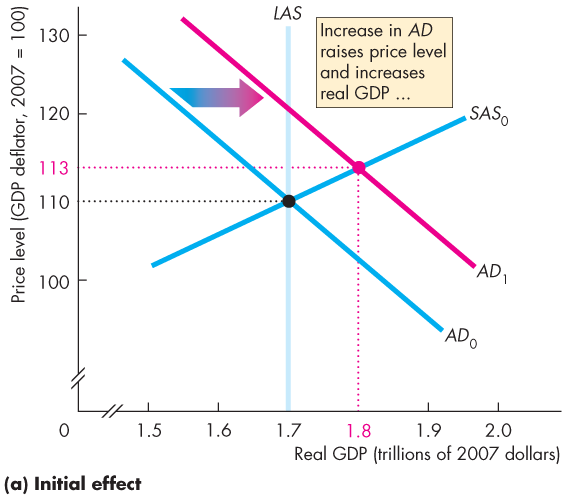 LAS
Increase in AD
raises price level
and increases
real GDP ...
Price level (GDP deflator, 2007 = 100)
130
120
113
110
100
0
SAS0
AD1
AD0
1.5 1.6 1.7 1.8 1.9 2.0
Real GDP (trillions of 2007 dollars)
(a) Initial effect